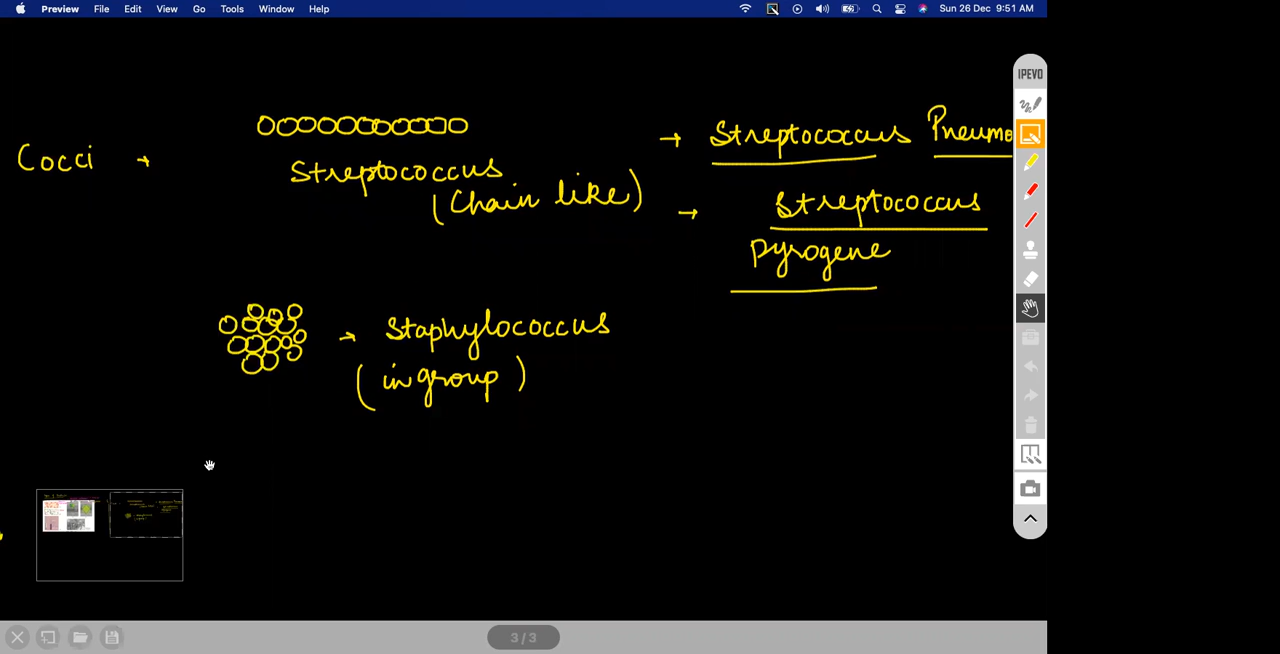 Preview File Edit View Go Tools Window Help Sun 26 Dec 9:51 AM
IPEVO
Cocci →
Streptococcus
(Chain like)
→ Streptococcus Pneumo
→ Streptococcus
Pyrogene
→ Staphylococcus
(in group)
3 / 3